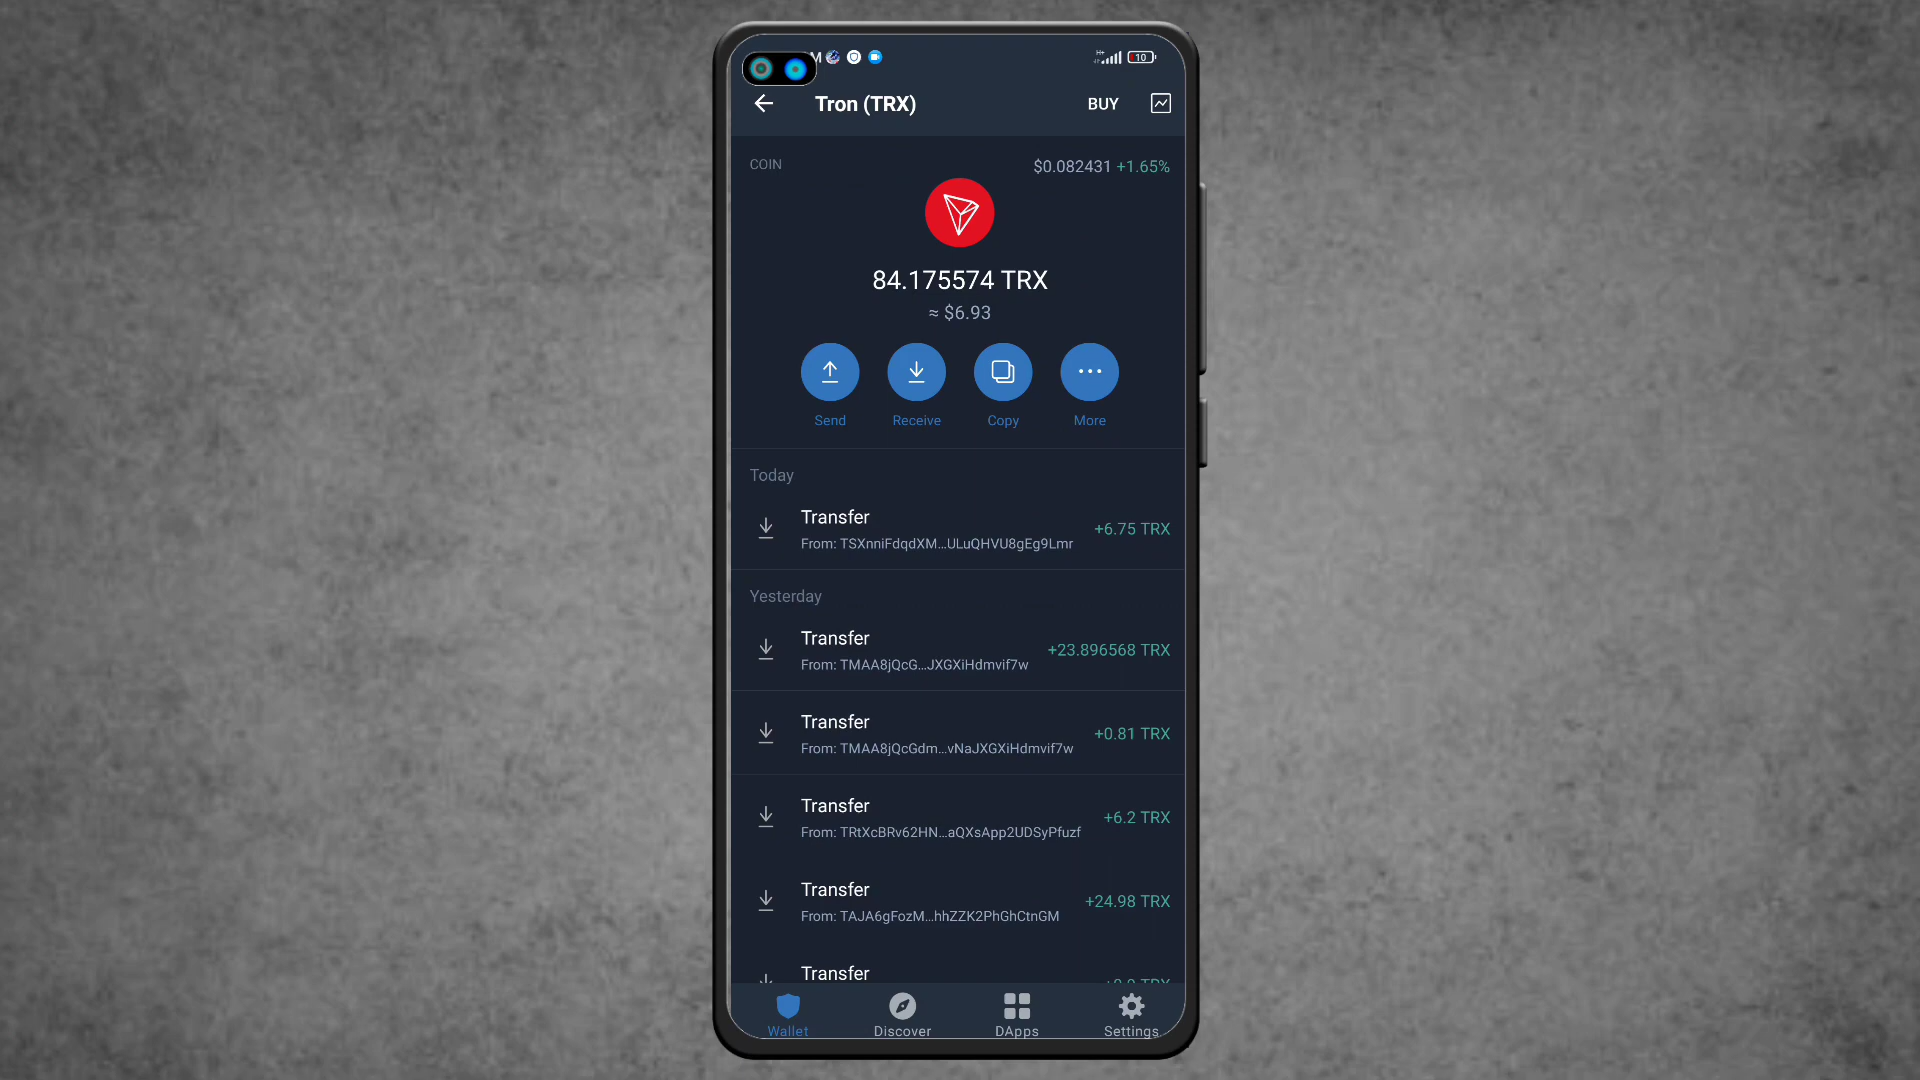 M
H+
10
Tron (TRX)
BUY
COIN
$0.082431 +1.65%
84.175574 TRX
≈ $6.93
Send
Receive
Copy
More
Today
Transfer
+6.75 TRX
From: TSXnniFdqdXM...ULuQHVU8gEg9Lmr
Yesterday
Transfer
+23.896568 TRX
From: TMAA8jQcG...JXGXiHdmvif7w
Transfer
+0.81 TRX
From: TMAA8jQcGdm...vNaJXGXiHdmvif7w
Transfer
+6.2 TRX
From: TRtXcBRv62HN...aQXsApp2UDSyPfuzf
Transfer
+24.98 TRX
From: TAJA6gFozM...hhZZK2PhGhCtnGM
Transfer
Wallet
Discover
DApps
Settings